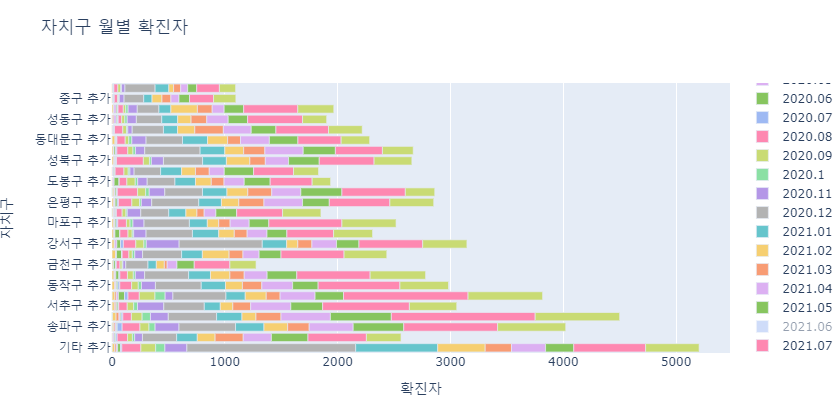 자치구 월별 확진자
중구 추가
성동구 추가
동대문구 추가
성북구 추가
도봉구 추가
은평구 추가
마포구 추가
강서구 추가
금천구 추가
동작구 추가
서추구 추가
송파구 추가
기타 추가
자치구
0 1000 2000 3000 4000 5000
확진자
2020.06
2020.07
2020.08
2020.09
2020.1
2020.11
2020.12
2021.01
2021.02
2021.03
2021.04
2021.05
2021.06
2021.07